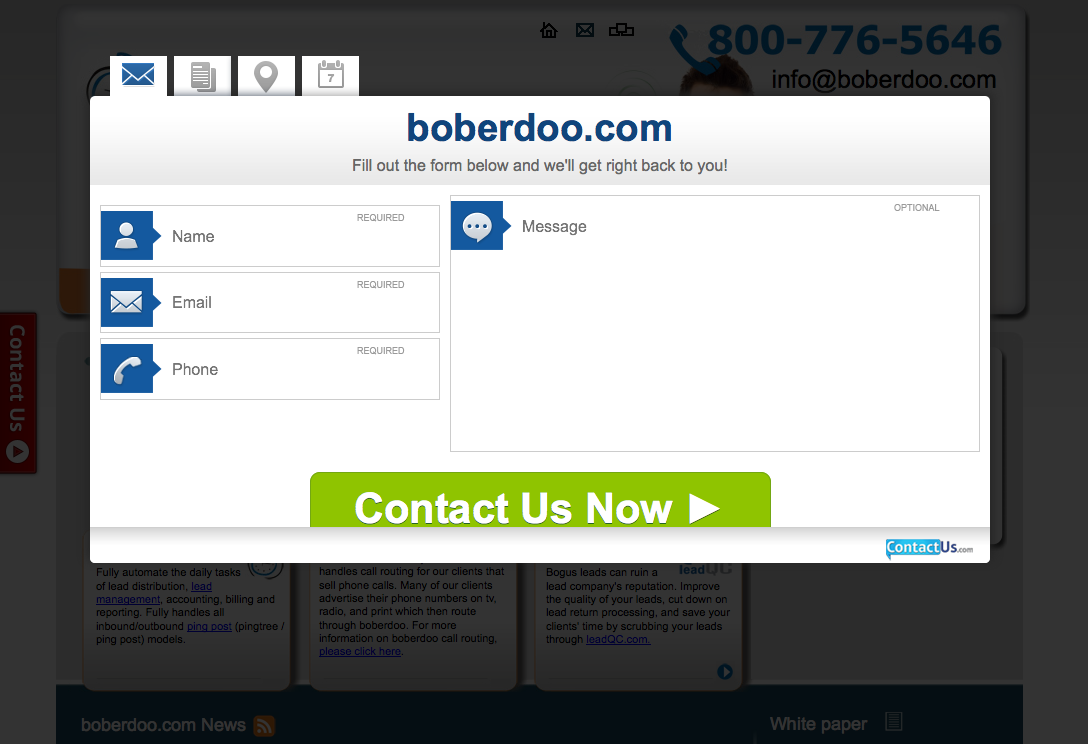 800-776-5646
info@boberdoo.com
7
boberdoo.com
Fill out the form below and we'll get right back to you!
REQUIRED
Name
REQUIRED
Email
REQUIRED
Phone
OPTIONAL
Message
Contact Us
Contact Us Now
ContactUs.com
Fully automate the daily tasks
of lead distribution, lead
management, accounting, billing and
reporting. Fully handles all
inbound/outbound ping post (pingtree /
ping post) models.
handles call routing for our clients that
sell phone calls. Many of our clients
advertise their phone numbers on tv,
radio, and print which then route
through boberdoo. For more
information on boberdoo call routing,
please click here.
leadQC
Bogus leads can ruin a
lead company's reputation. Improve
the quality of your leads, cut down on
lead return processing, and save your
clients' time by scrubbing your leads
through leadQC.com.
boberdoo.com News
White paper